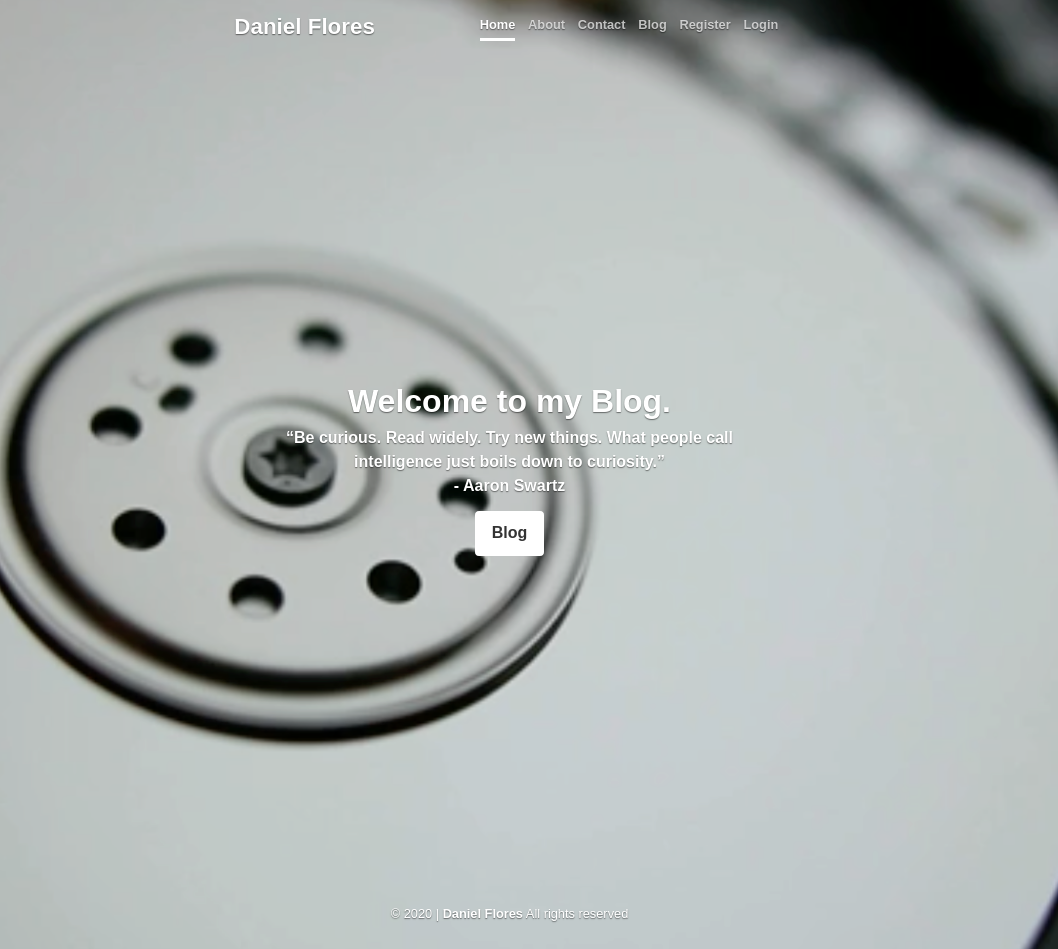 Daniel Flores
Home About Contact Blog Register Login
Welcome to my Blog.
“Be curious. Read widely. Try new things. What people call
intelligence just boils down to curiosity.”
- Aaron Swartz
Blog
© 2020 | Daniel Flores All rights reserved